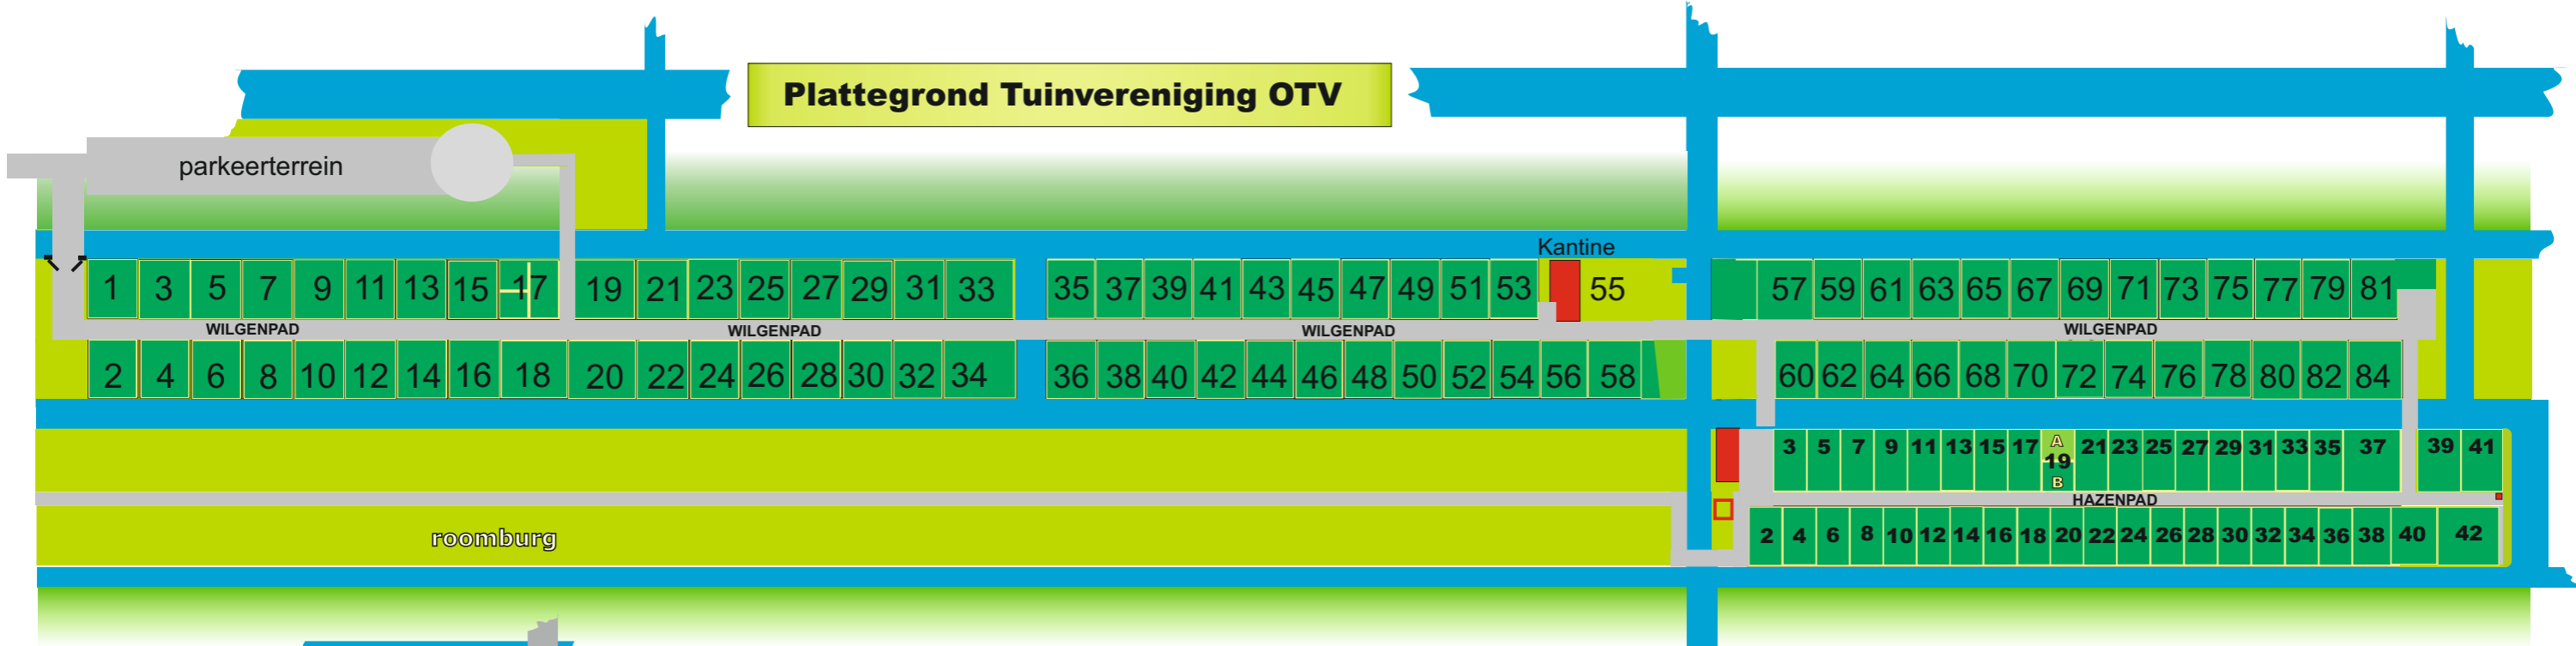 Plattegrond Tuinvereniging OTV
parkeerterrein
Kantine
1 3 5 7 9 11 13 15 17 19 21 23 25 27 29 31 33 35 37 39 41 43 45 47 49 51 53 55 57 59 61 63 65 67 69 71 73 75 77 79 81
WILGENPAD WILGENPAD WILGENPAD WILGENPAD
2 4 6 8 10 12 14 16 18 20 22 24 26 28 30 32 34 36 38 40 42 44 46 48 50 52 54 56 58 60 62 64 66 68 70 72 74 76 78 80 82 84
3 5 7 9 11 13 15 17 A 19 B 21 23 25 27 29 31 33 35 37 39 41
HAZENPAD
roomburg
2 4 6 8 10 12 14 16 18 20 22 24 26 28 30 32 34 36 38 40 42